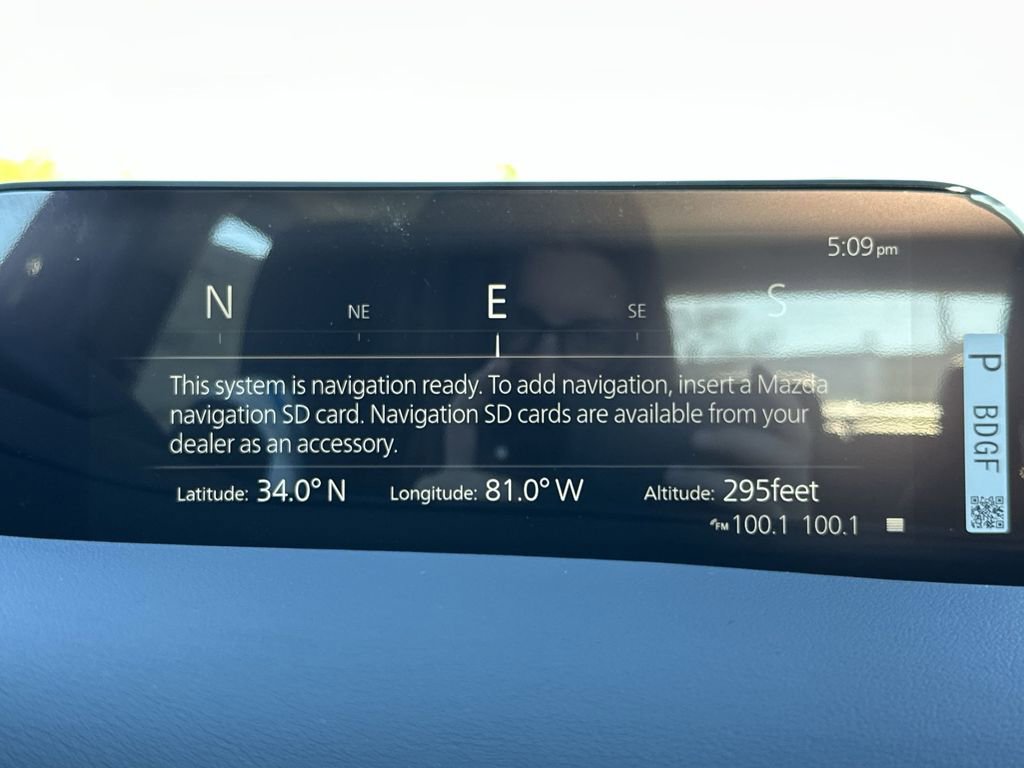 5:09 pm
N NE E SE S
This system is navigation ready. To add navigation, insert a Mazda
navigation SD card. Navigation SD cards are available from your
dealer as an accessory.
Latitude: 34.0° N Longitude: 81.0° W Altitude: 295feet
FM 100.1 100.1
P BDGF